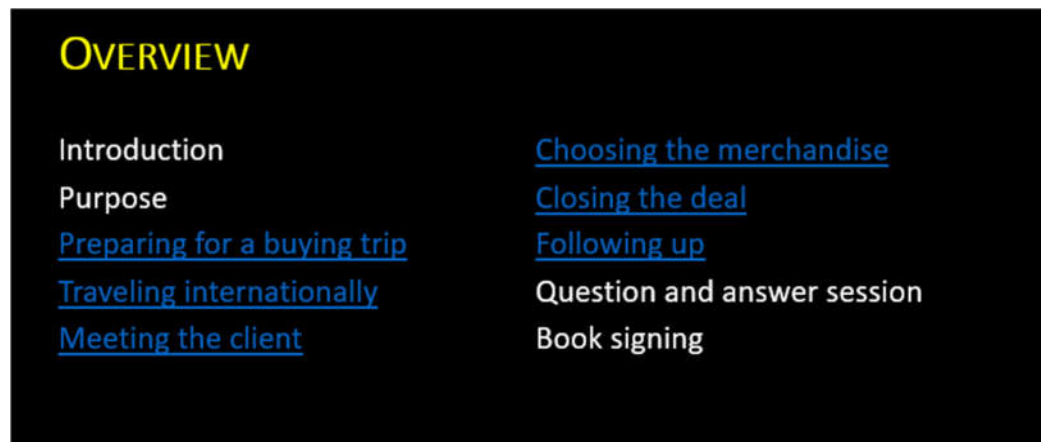 OVERVIEW
Introduction
Purpose
Preparing for a buying trip
Traveling internationally
Meeting the client
Choosing the merchandise
Closing the deal
Following up
Question and answer session
Book signing